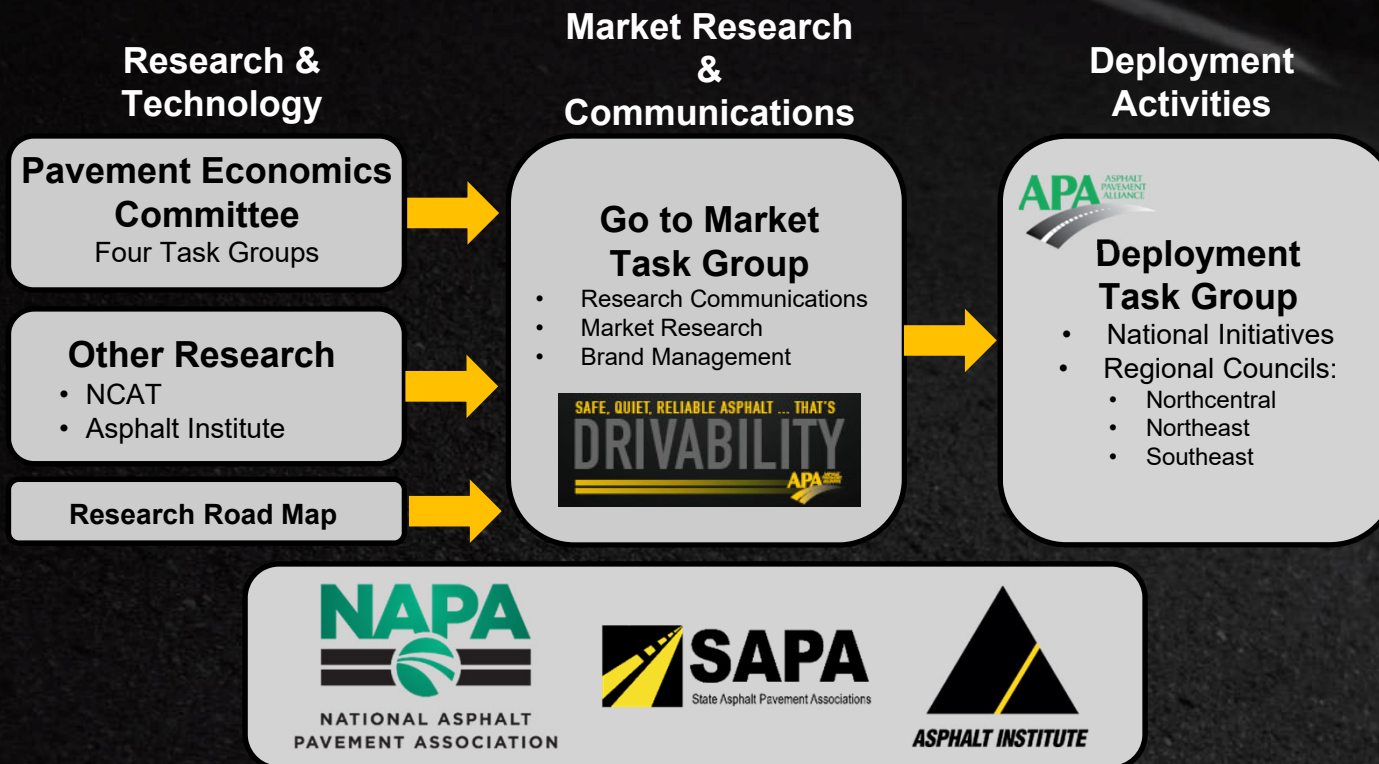 Research &
Technology
Pavement Economics
Committee
Four Task Groups
Other Research
• NCAT
• Asphalt Institute
Research Road Map
Market Research
&
Communications
Go to Market
Task Group
• Research Communications
• Market Research
• Brand Management
SAFE, QUIET, RELIABLE ASPHALT ... THAT'S
DRIVABILITY
APA ASPHALT
PAVEMENT
ALLIANCE
Deployment
Activities
APA ASPHALT
PAVEMENT
ALLIANCE
Deployment
Task Group
• National Initiatives
• Regional Councils:
• Northcentral
• Northeast
• Southeast
NAPA
NATIONAL ASPHALT
PAVEMENT ASSOCIATION
SAPA
State Asphalt Pavement Associations
ASPHALT INSTITUTE